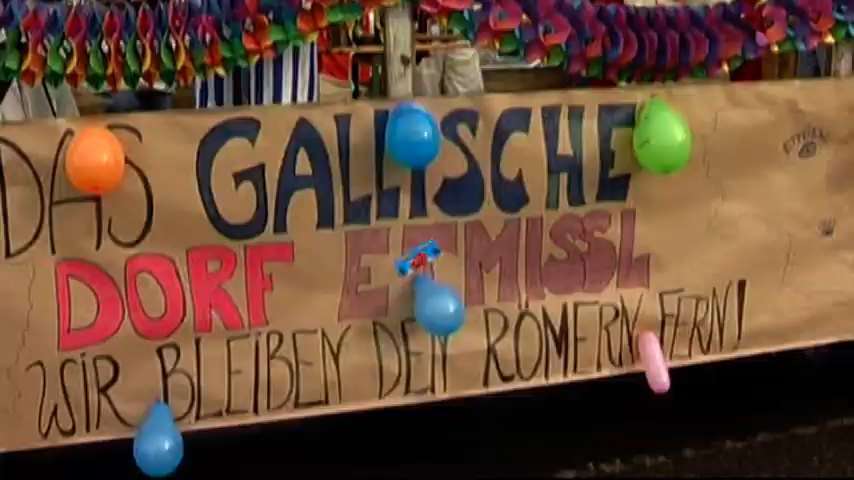 DAS GALLISCHE
DORF ETMISSL
WIR BLEIBEN DEN RÖMERN FERN!